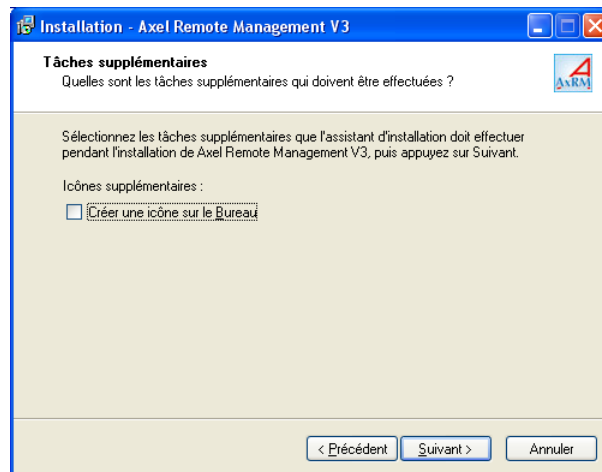 Installation - Axel Remote Management V3
Tâches supplémentaires
Quelles sont les tâches supplémentaires qui doivent être effectuées ?
AxRM
Sélectionnez les tâches supplémentaires que l'assistant d'installation doit effectuer
pendant l'installation de Axel Remote Management V3, puis appuyez sur Suivant.
Icônes supplémentaires :
Créer une icône sur le Bureau
< Précédent
Suivant >
Annuler